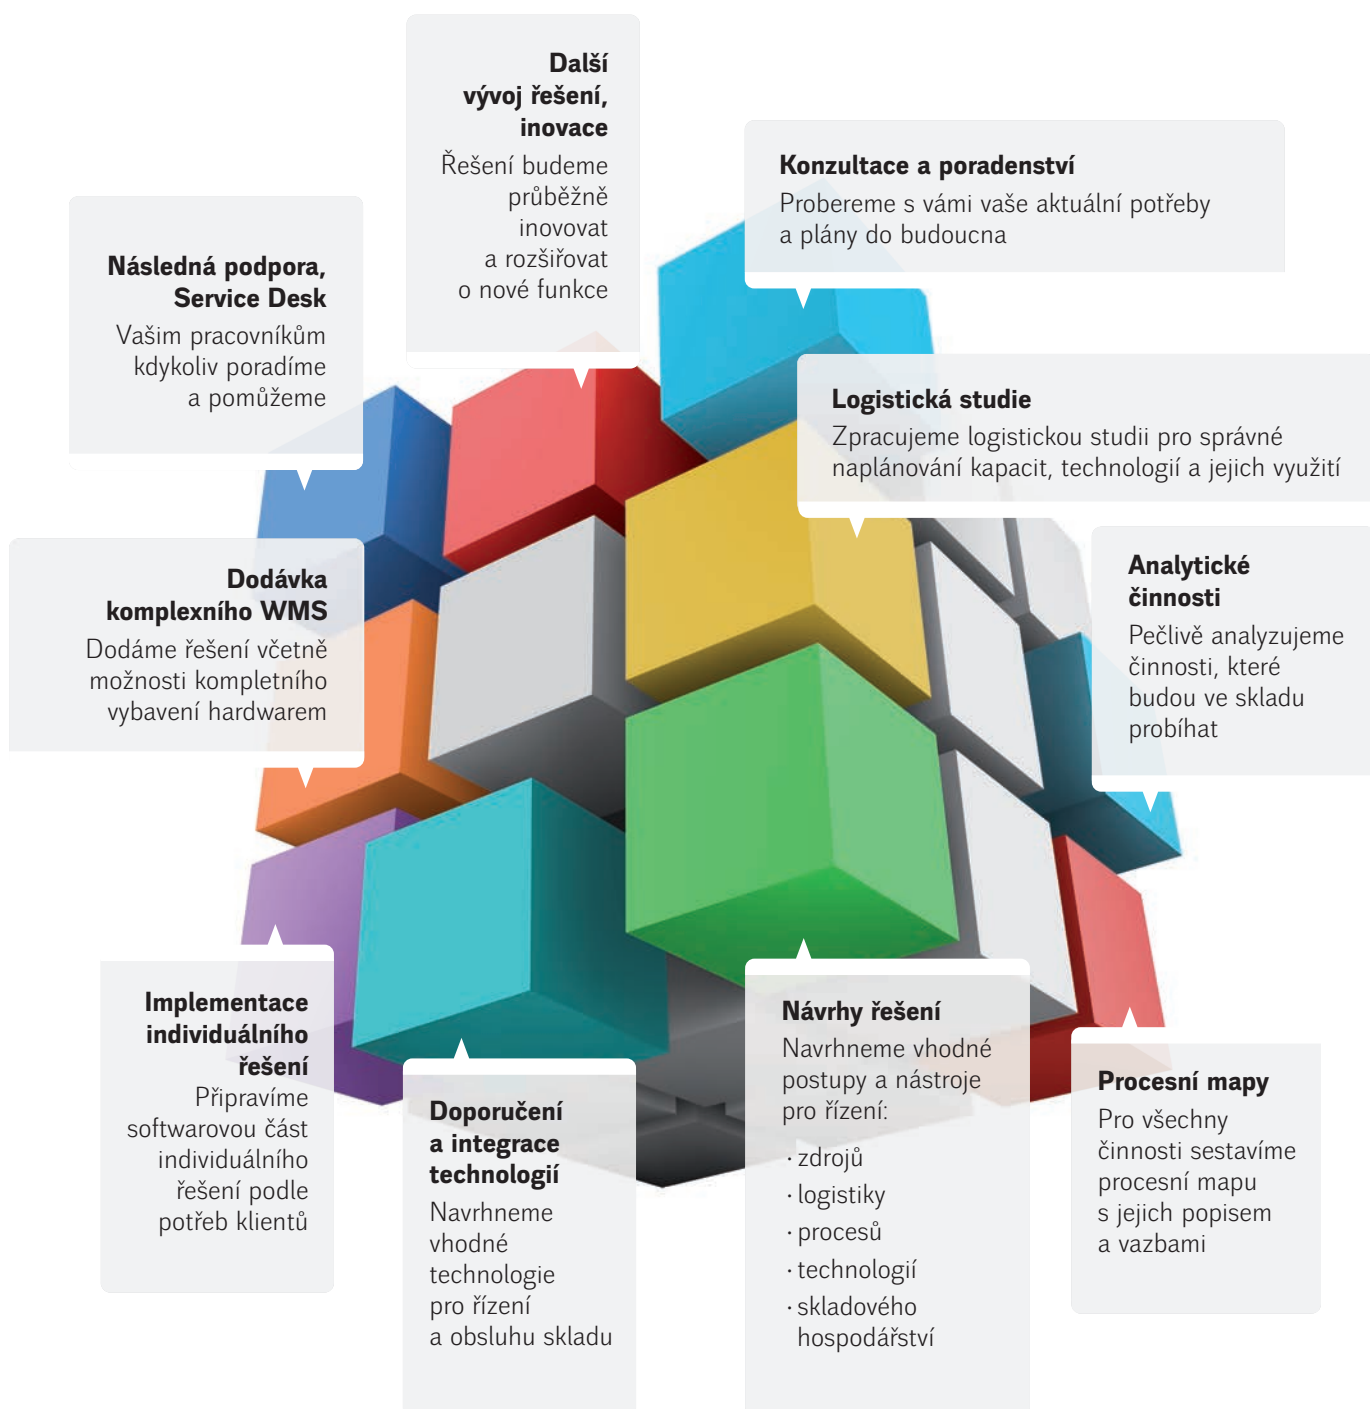 Další
vývoj řešení,
inovace
Řešení budeme
průběžně
inovovat
a rozšiřovat
o nové funkce
Konzultace a poradenství
Probereme s vámi vaše aktuální potřeby
a plány do budoucna
Následná podpora,
Service Desk
Vašim pracovníkům
kdykoliv poradíme
a pomůžeme
Logistická studie
Zpracujeme logistickou studii pro správné
naplánování kapacit, technologií a jejich využití
Dodávka
komplexního WMS
Dodáme řešení včetně
možnosti kompletního
vybavení hardwarem
Analytické
činnosti
Pečlivě analyzujeme
činnosti, které
budou ve skladu
probíhat
Implementace
individuálního
řešení
Připravíme
softwarovou část
individuálního
řešení podle
potřeb klientů
Doporučení
a integrace
technologií
Navrhneme
vhodné
technologie
pro řízení
a obsluhu skladu
Návrhy řešení
Navrhneme vhodné
postupy a nástroje
pro řízení:
· zdrojů
· logistiky
· procesů
· technologií
· skladového
hospodářství
Procesní mapy
Pro všechny
činnosti sestavíme
procesní mapu
s jejich popisem
a vazbami